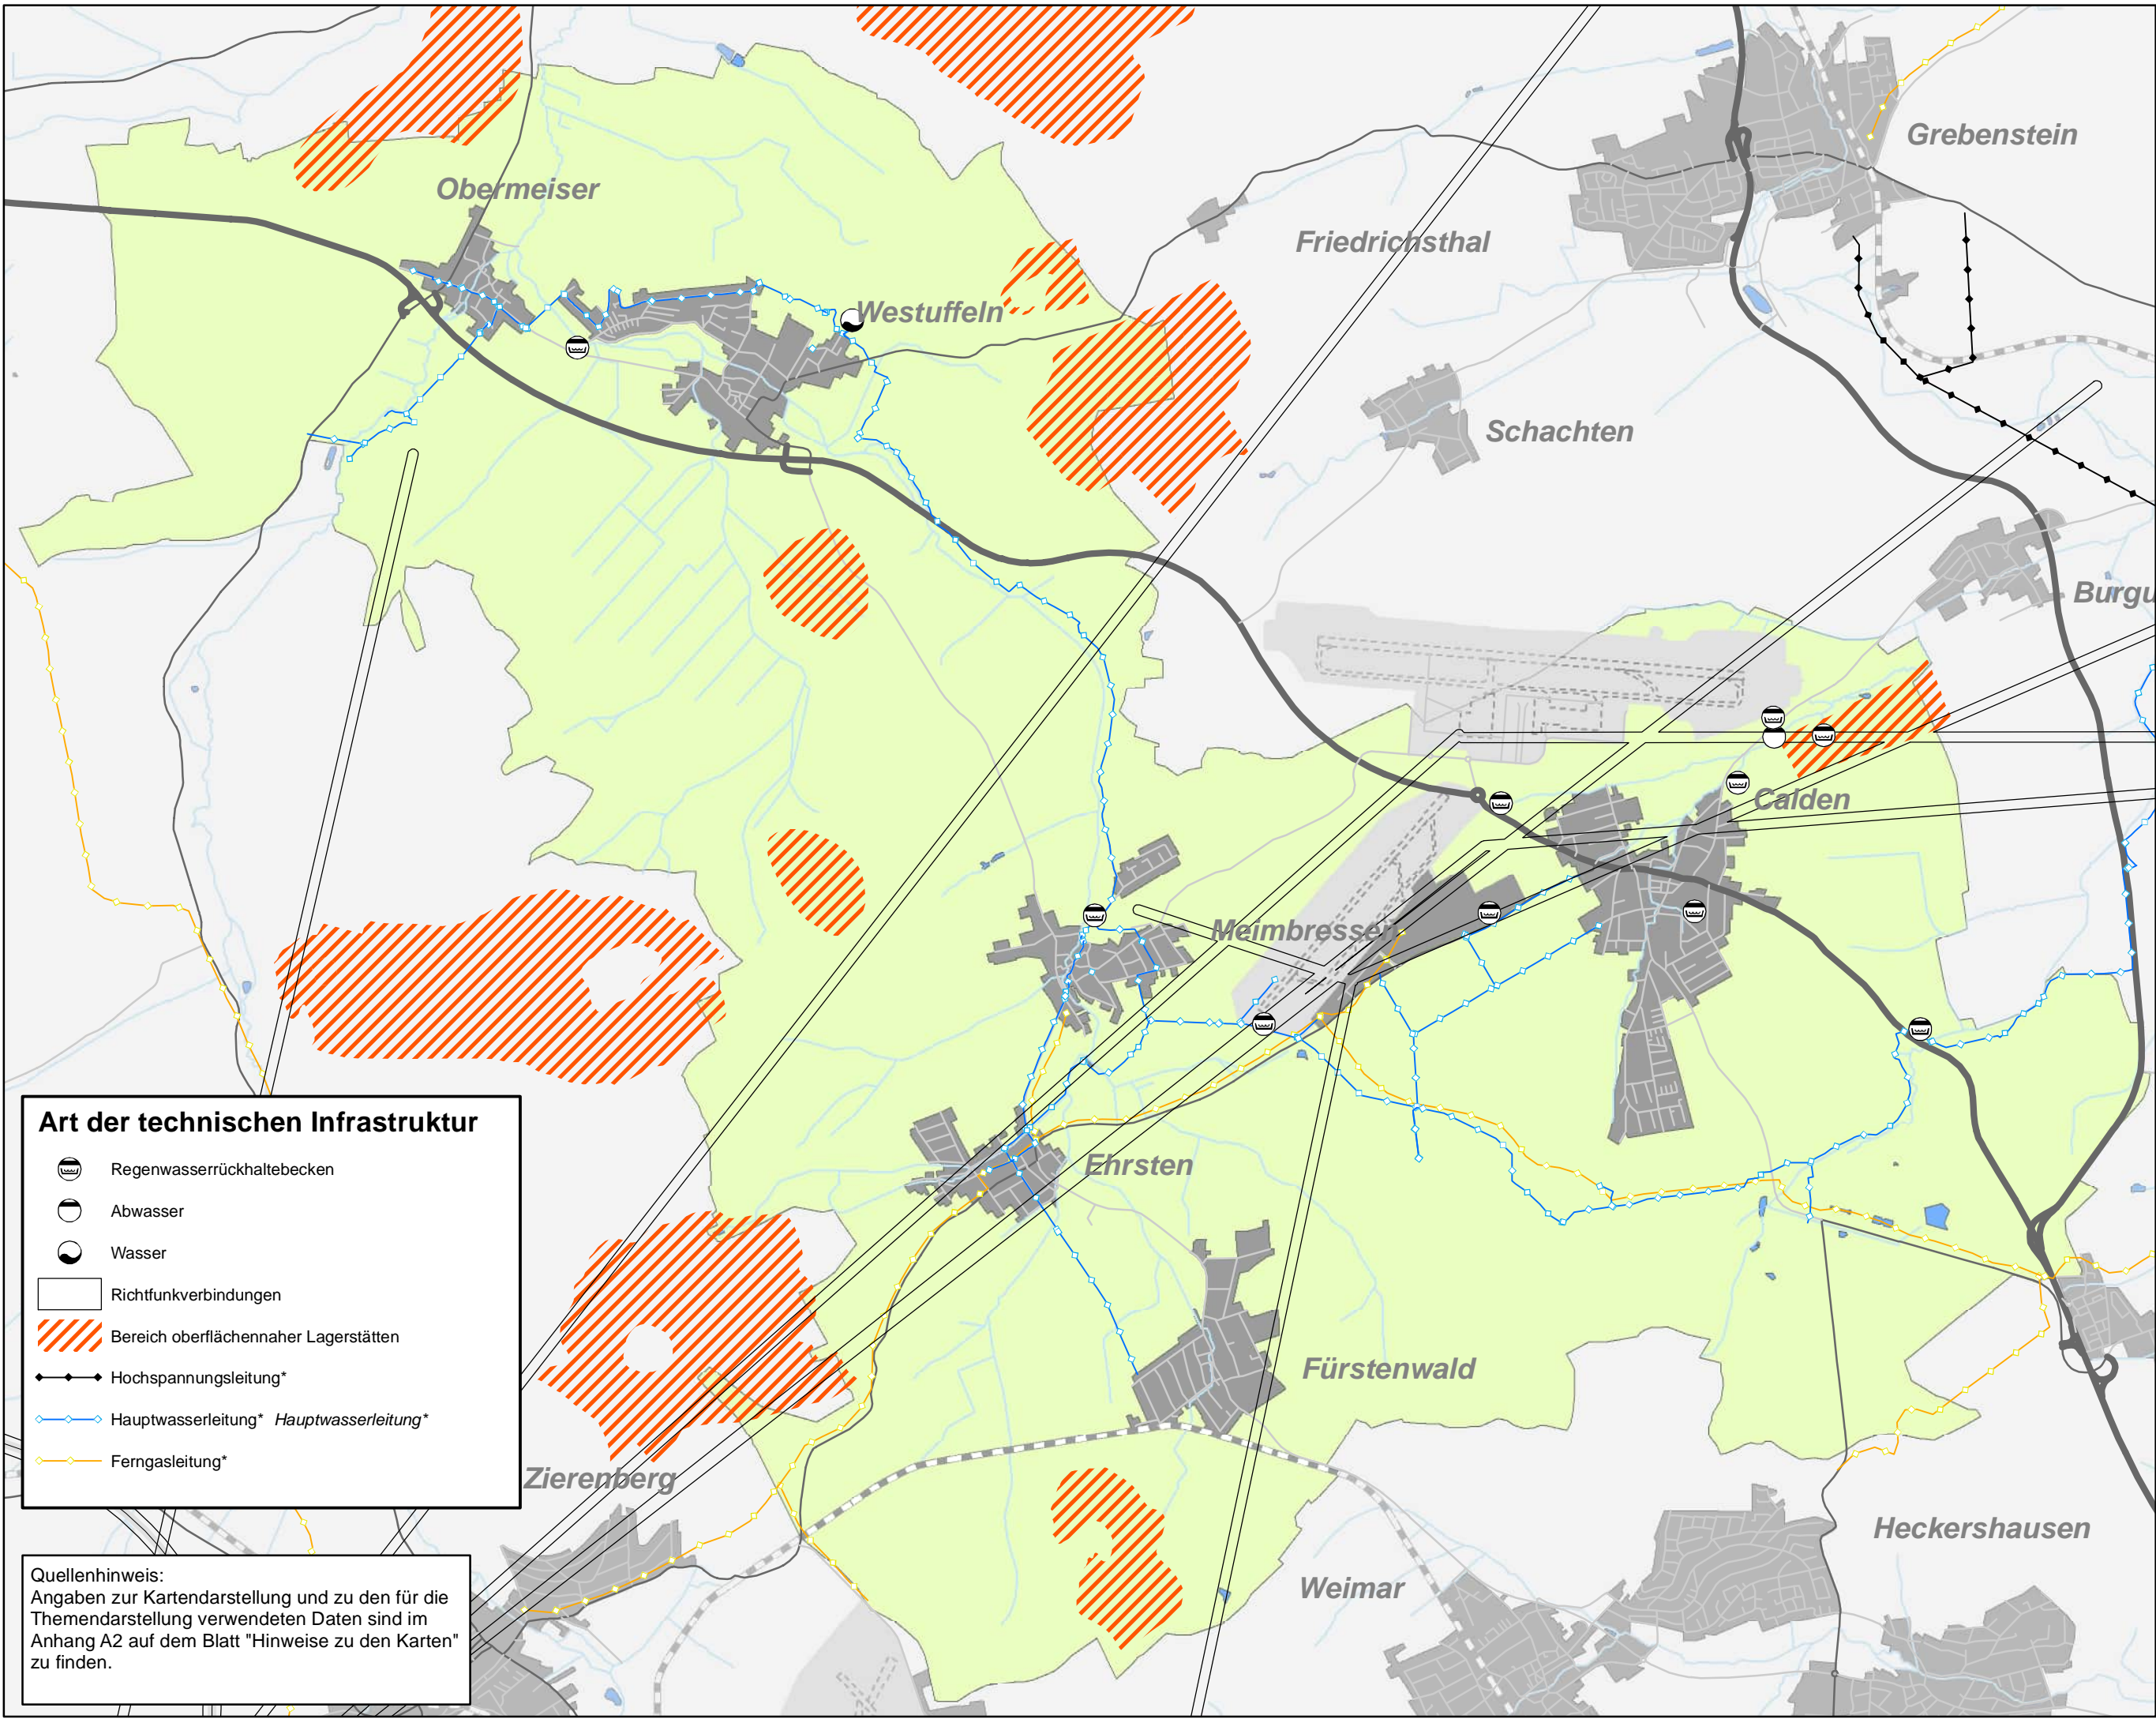 Grebenstein
Obermeiser
Friedrichsthal
Westuffeln
Schachten
Burgu
Calden
Meimbressen
Ehrsten
Fürstenwald
Zierenberg
Heckershausen
Weimar
Art der technischen Infrastruktur
Regenwasserrückhaltebecken
Abwasser
Wasser
Richtfunkverbindungen
Bereich oberflächennaher Lagerstätten
Hochspannungsleitung*
Hauptwasserleitung* Hauptwasserleitung*
Ferngasleitung*
Quellenhinweis:
Angaben zur Kartendarstellung und zu den für die
Themendarstellung verwendeten Daten sind im
Anhang A2 auf dem Blatt "Hinweise zu den Karten"
zu finden.